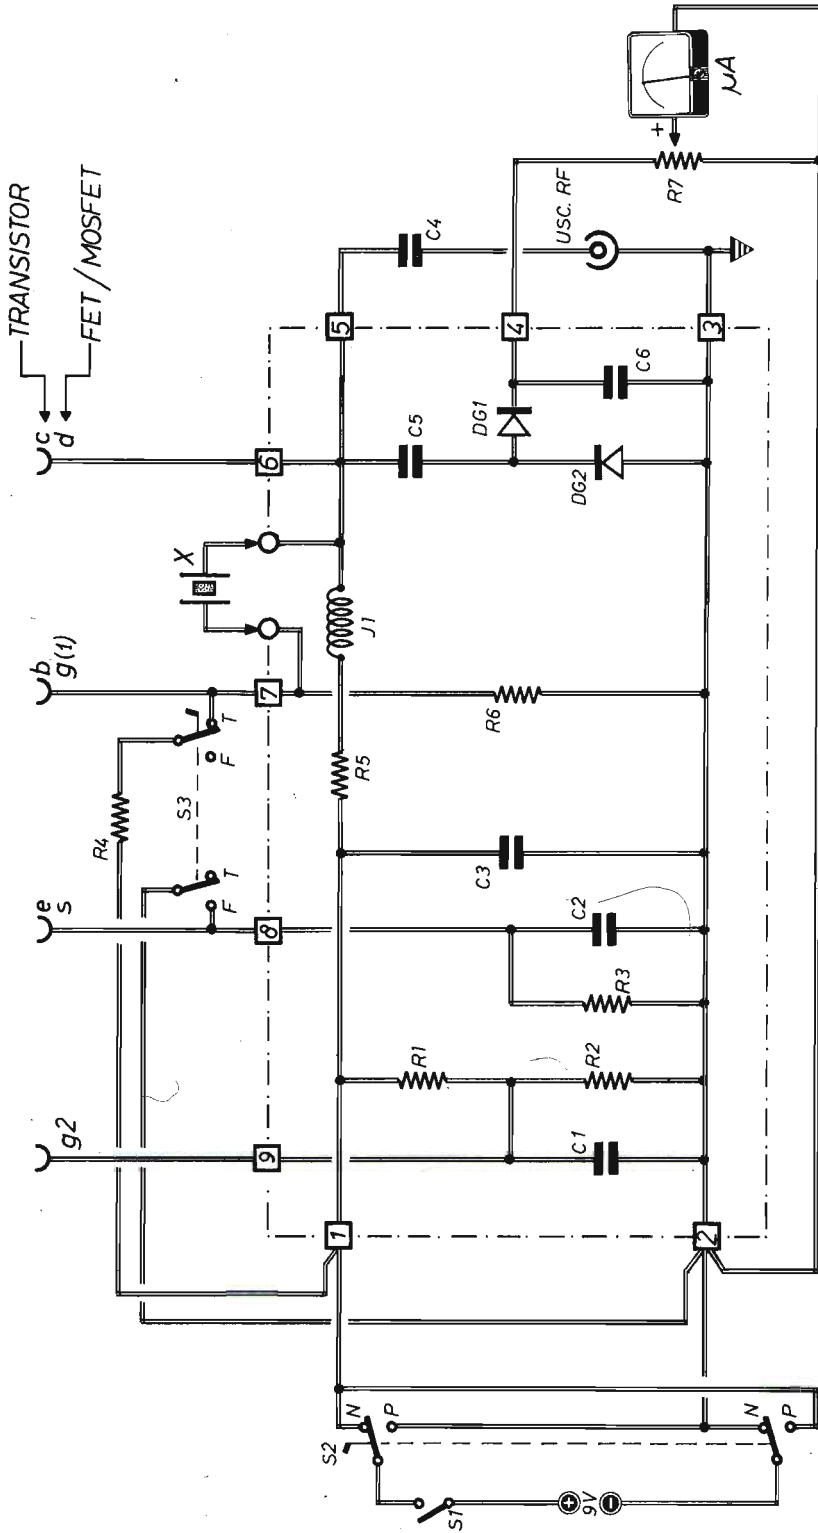 TRANSISTOR
FET / MOSFET
c
d
b
g(1)
e
s
g2
X
R4
S3
T
F
T
F
6
7
8
9
5
4
3
1
2
C4
USC. RF
R7
+
µA
J1
R5
C5
DG1
DG2
C6
R6
C3
C2
R3
R1
R2
C1
S2
N
P
N
P
S1
+
9V
−